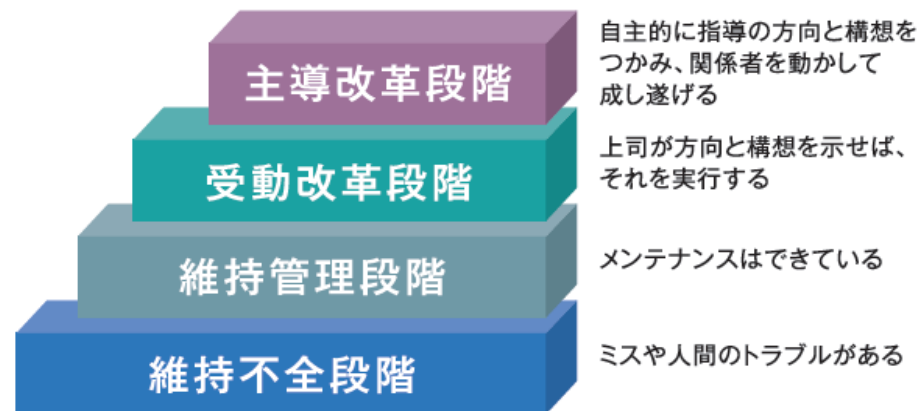 主導改革段階
自主的に指導の方向と構想を
つかみ、関係者を動かして
成し遂げる
受動改革段階
上司が方向と構想を示せば、
それを実行する
維持管理段階
メンテナンスはできている
維持不全段階
ミスや人間のトラブルがある